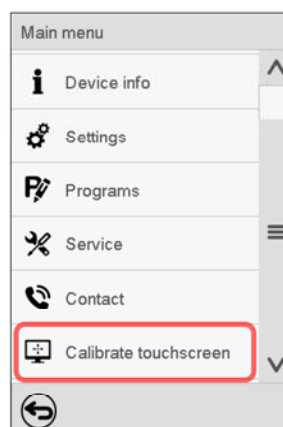 Main menu
Device info
Settings
Programs
Service
Contact
Calibrate touchscreen